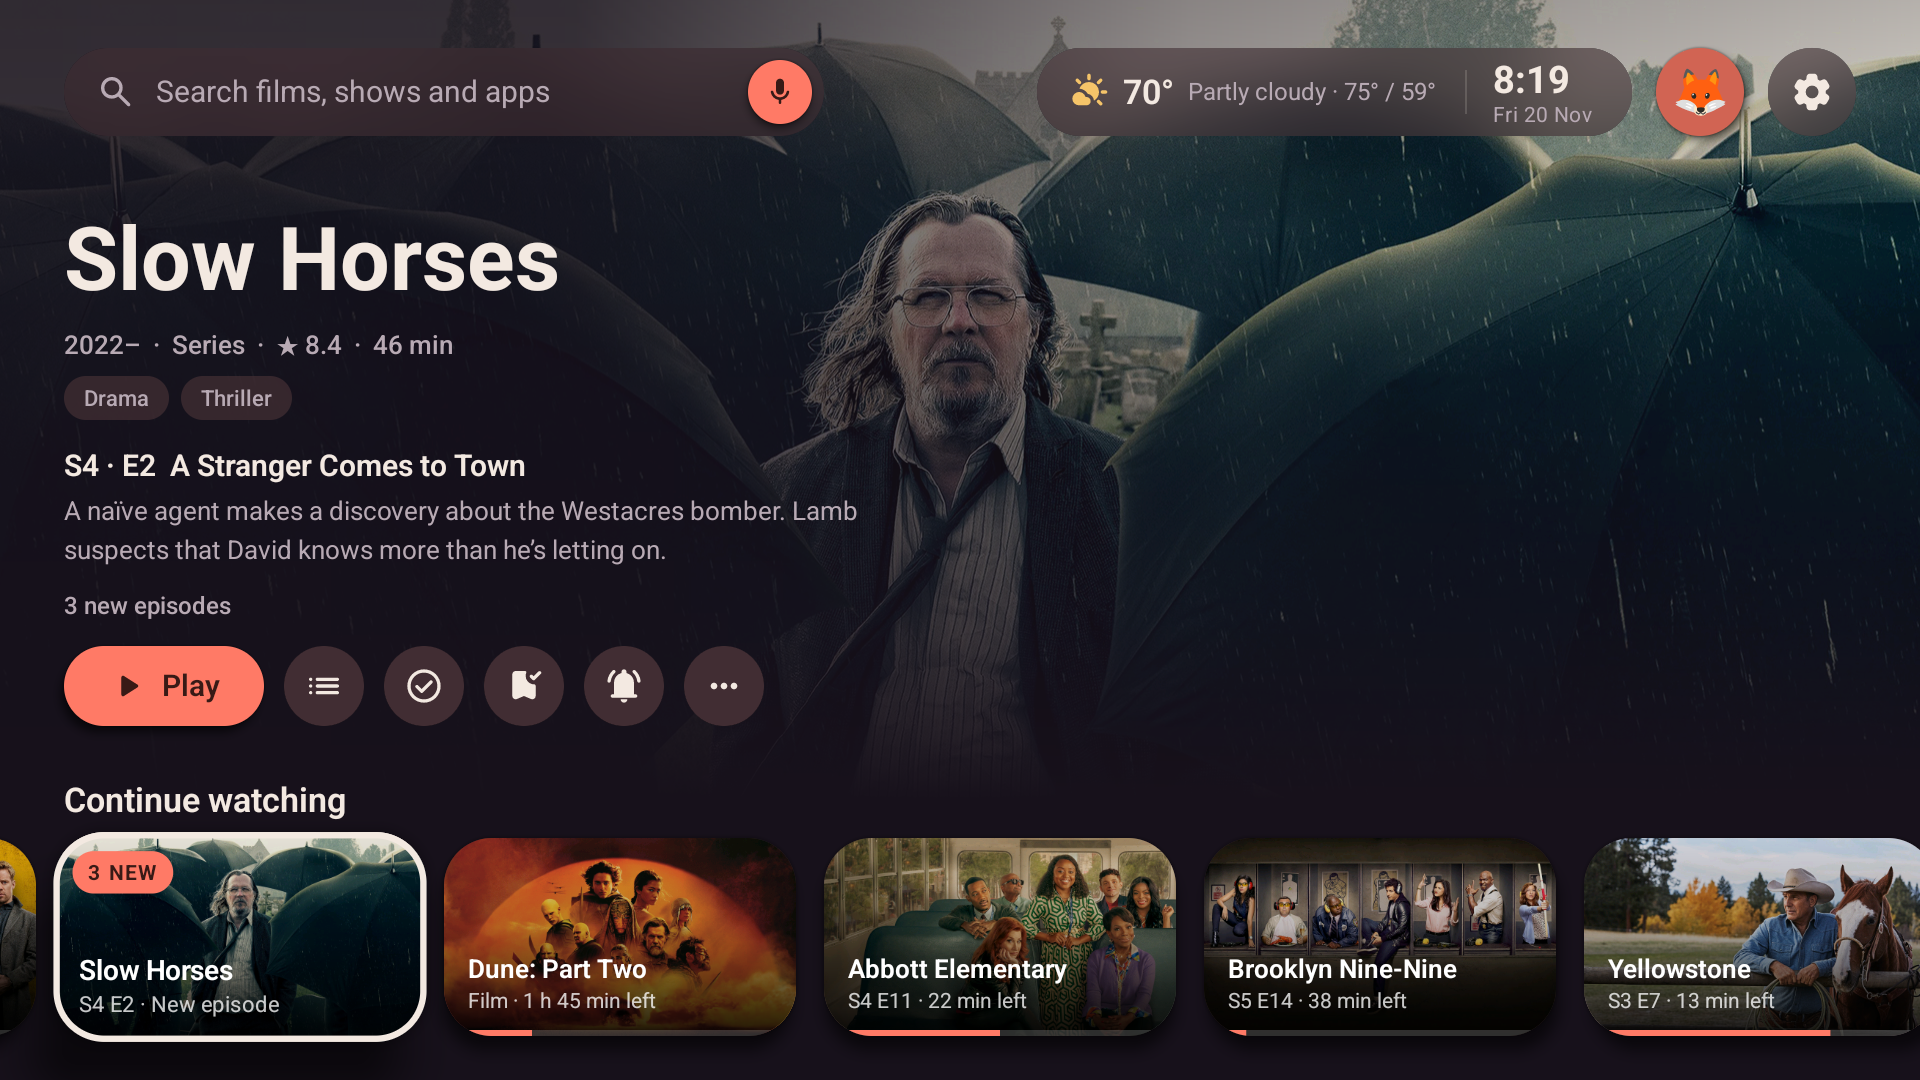 Search films, shows and apps
70° Partly cloudy · 75° / 59°
8:19
Fri 20 Nov
Slow Horses
2022– · Series · ★ 8.4 · 46 min
Drama
Thriller
S4 · E2 A Stranger Comes to Town
A naïve agent makes a discovery about the Westacres bomber. Lamb
suspects that David knows more than he’s letting on.
3 new episodes
Play
Continue watching
3 NEW
Slow Horses
S4 E2 · New episode
Dune: Part Two
Film · 1 h 45 min left
Abbott Elementary
S4 E11 · 22 min left
Brooklyn Nine-Nine
S5 E14 · 38 min left
Yellowstone
S3 E7 · 13 min left